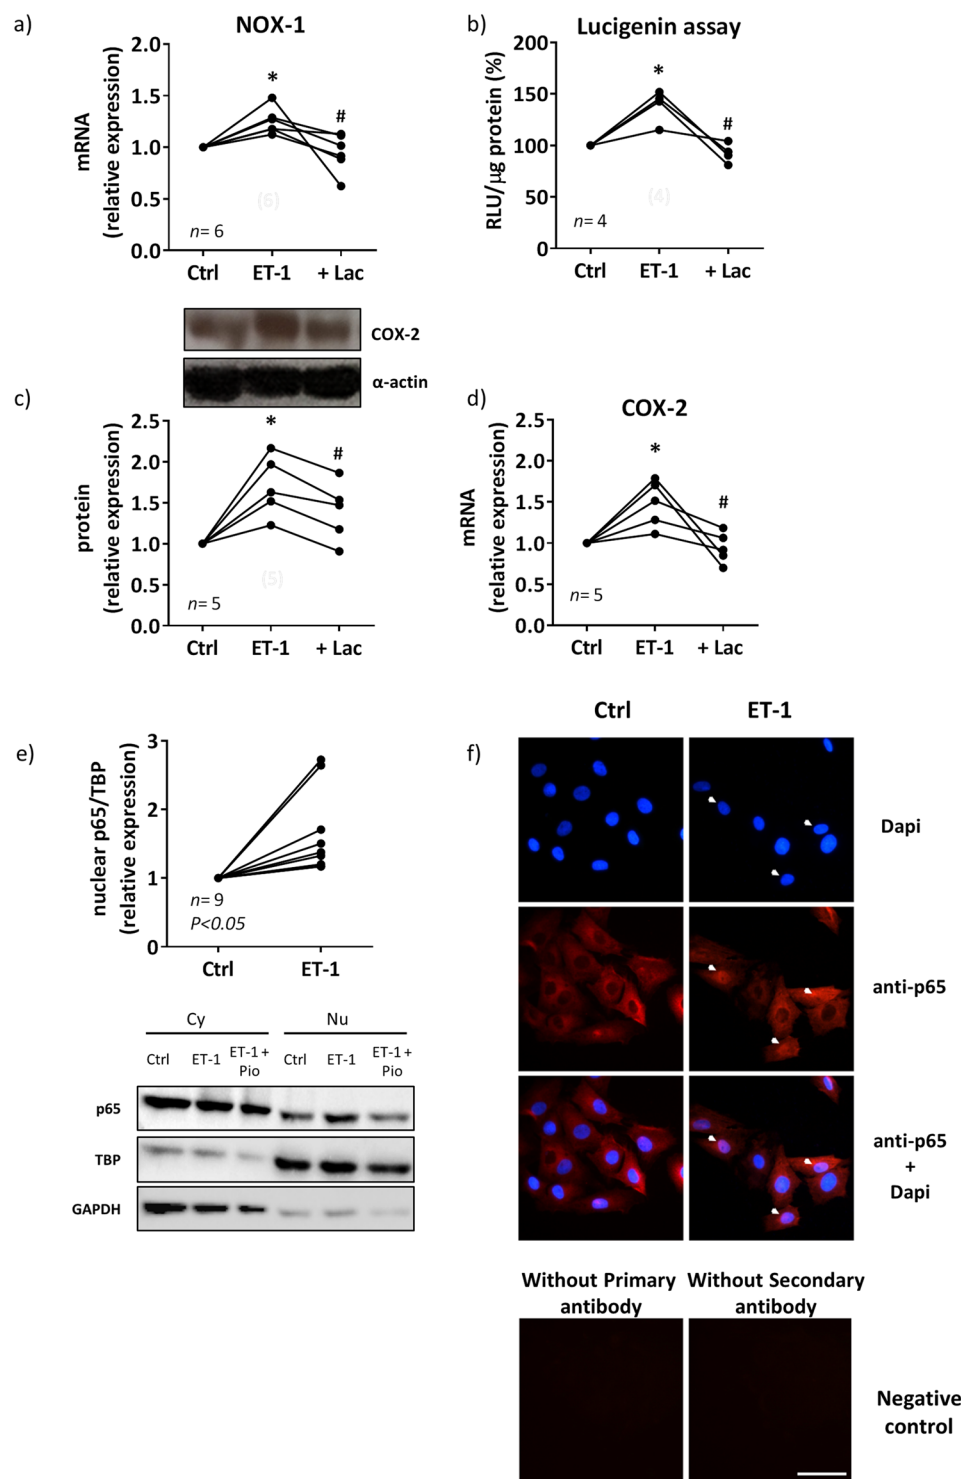 a)
NOX-1
mRNA
(relative expression)
2.0
1.5
1.0
0.5
0.0
*
#
(6)
n= 6
Ctrl
ET-1
+ Lac
b)
Lucigenin assay
RLU/µg protein (%)
200
150
100
50
0
*
#
(4)
n= 4
Ctrl
ET-1
+ Lac
COX-2
α-actin
c)
protein
(relative expression)
2.5
2.0
1.5
1.0
0.5
0.0
*
#
(5)
n= 5
Ctrl
ET-1
+ Lac
d)
COX-2
mRNA
(relative expression)
2.5
2.0
1.5
1.0
0.5
0.0
*
#
n= 5
Ctrl
ET-1
+ Lac
e)
nuclear p65/TBP
(relative expression)
3
2
1
0
n= 9
P<0.05
Ctrl
ET-1
Cy
Nu
Ctrl
ET-1
ET-1 +
Pio
Ctrl
ET-1
ET-1 +
Pio
p65
TBP
GAPDH
f)
Ctrl
ET-1
Dapi
anti-p65
anti-p65
+
Dapi
Without Primary
antibody
Without Secondary
antibody
Negative
control